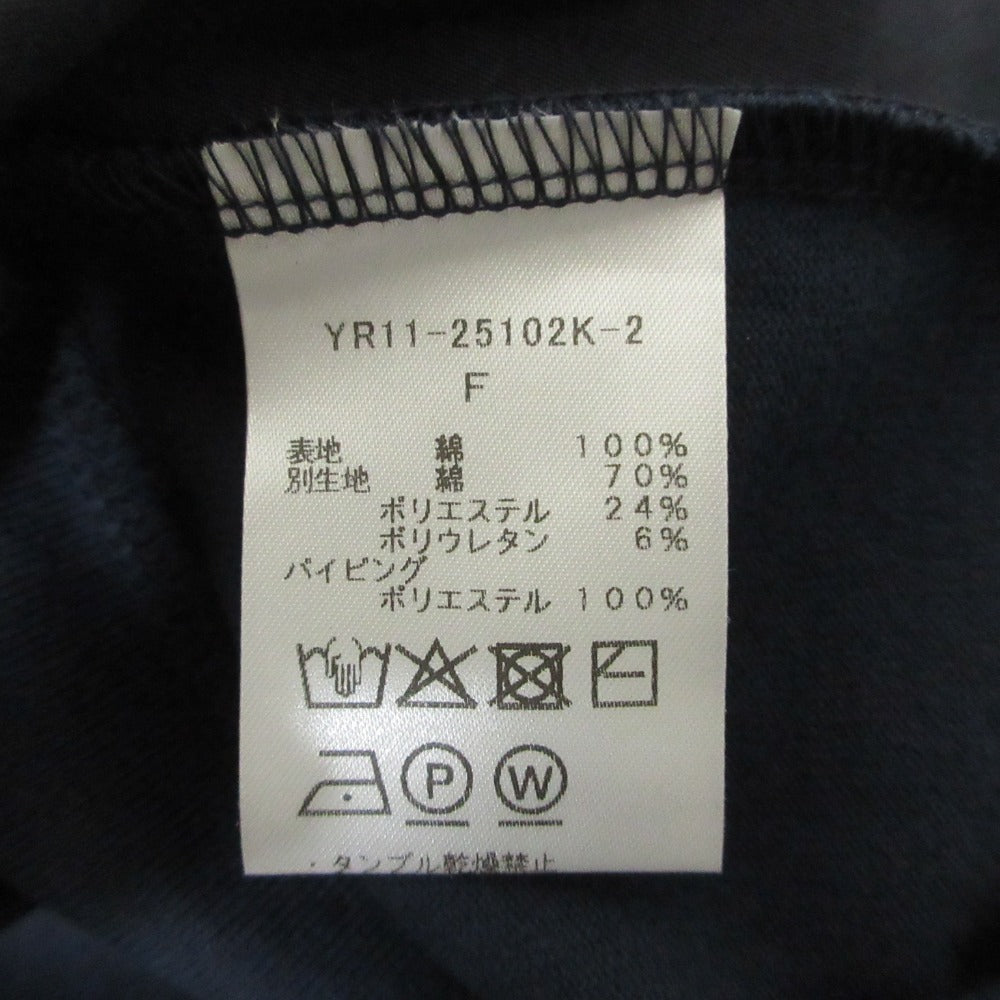 YR11-25102K-2
F
表地 綿 100%
別生地 綿 70%
ポリエステル 24%
ポリウレタン 6%
パイピング
ポリエステル 100%
P W
・タンブル乾燥禁止